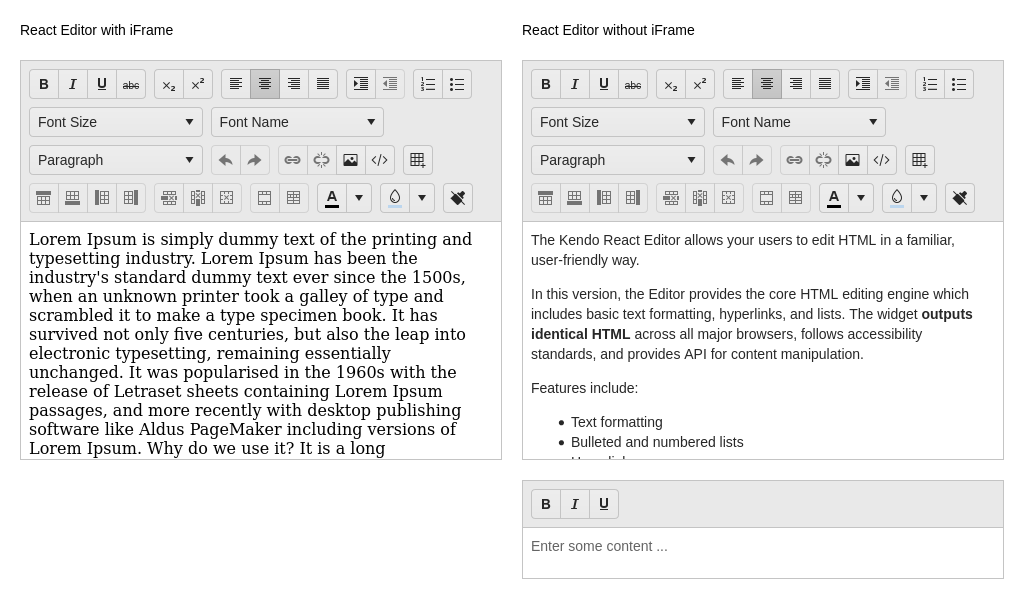 React Editor with iFrame
B I U abc X₂ X²
Font Size Font Name
Paragraph </>
A
Lorem Ipsum is simply dummy text of the printing and
typesetting industry. Lorem Ipsum has been the
industry's standard dummy text ever since the 1500s,
when an unknown printer took a galley of type and
scrambled it to make a type specimen book. It has
survived not only five centuries, but also the leap into
electronic typesetting, remaining essentially
unchanged. It was popularised in the 1960s with the
release of Letraset sheets containing Lorem Ipsum
passages, and more recently with desktop publishing
software like Aldus PageMaker including versions of
Lorem Ipsum. Why do we use it? It is a long
React Editor without iFrame
B I U abc X₂ X²
Font Size Font Name
Paragraph </>
A
The Kendo React Editor allows your users to edit HTML in a familiar,
user-friendly way.
In this version, the Editor provides the core HTML editing engine which
includes basic text formatting, hyperlinks, and lists. The widget outputs
identical HTML across all major browsers, follows accessibility
standards, and provides API for content manipulation.
Features include:
• Text formatting
• Bulleted and numbered lists
B I U
Enter some content ...